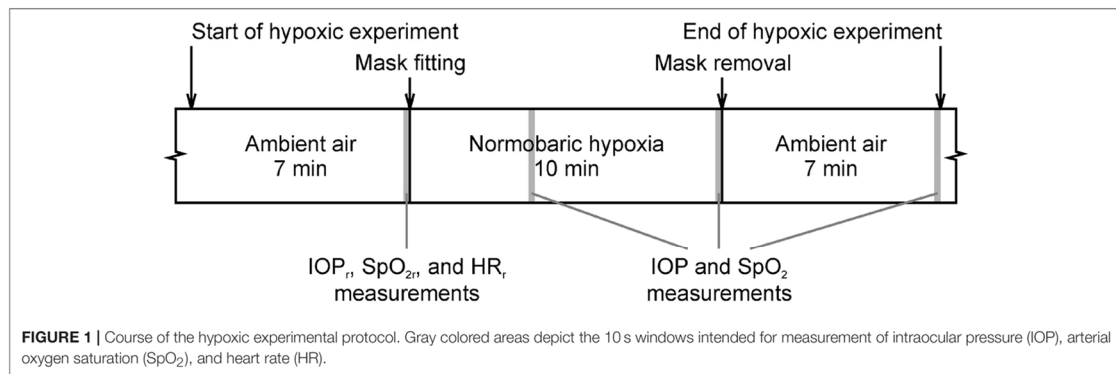 Start of hypoxic experiment
End of hypoxic experiment
Mask fitting
Mask removal
Ambient air
7 min
Normobaric hypoxia
10 min
Ambient air
7 min
IOPr, SpO2r, and HRr
measurements
IOP and SpO2
measurements
FIGURE 1 | Course of the hypoxic experimental protocol. Gray colored areas depict the 10 s windows intended for measurement of intraocular pressure (IOP), arterial
oxygen saturation (SpO2), and heart rate (HR).